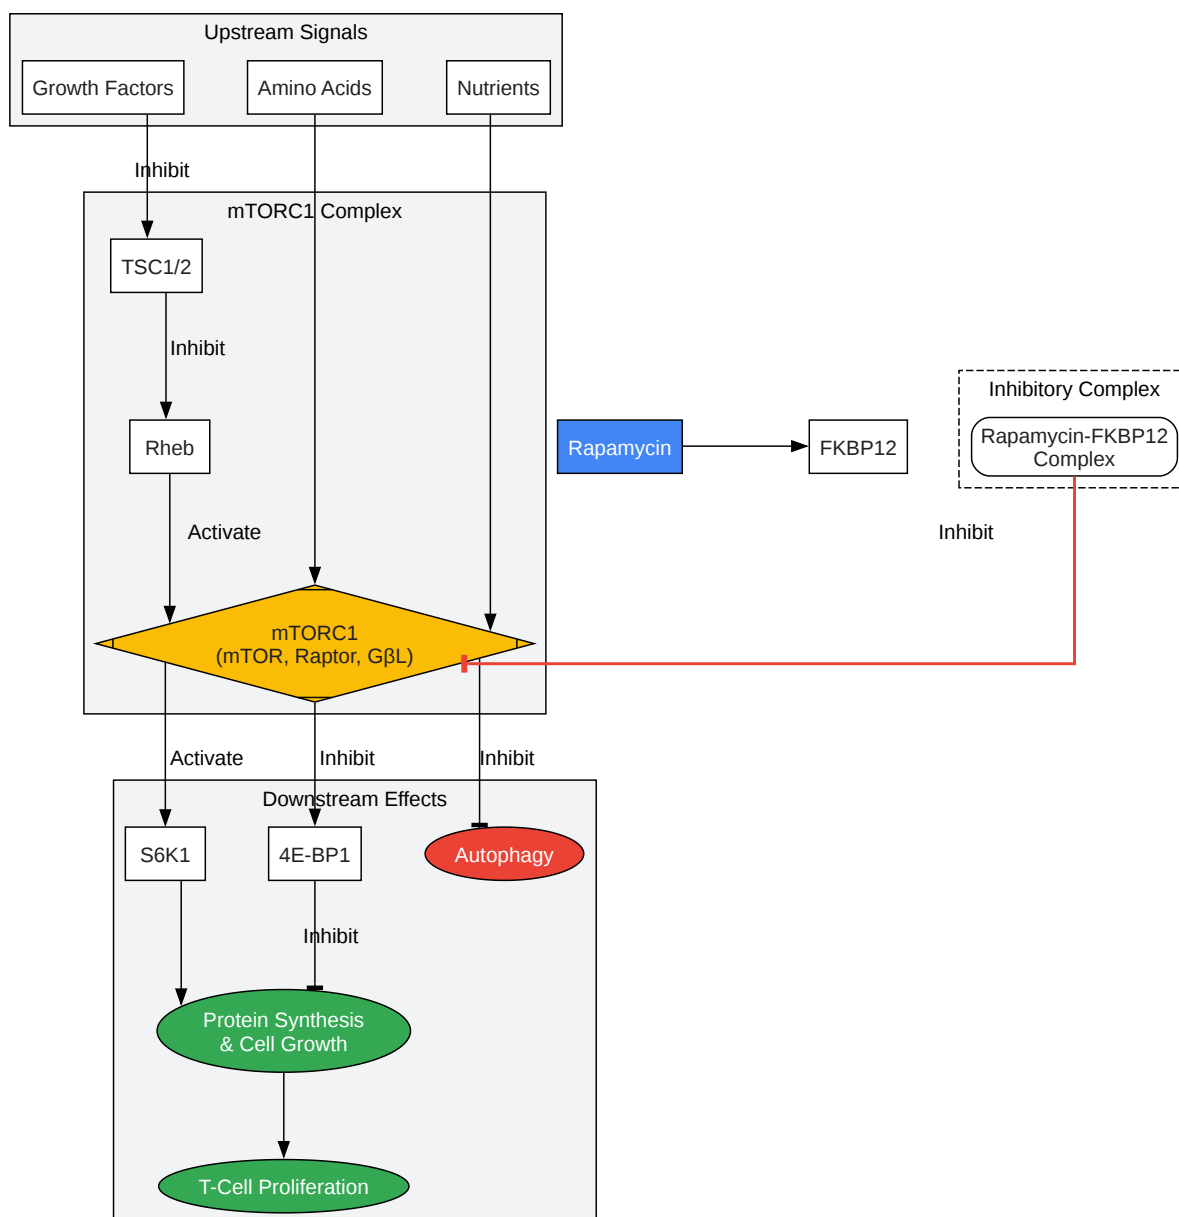 Upstream Signals
Growth Factors
Amino Acids
Nutrients
Inhibit
mTORC1 Complex
TSC1/2
Inhibit
Inhibitory Complex
Rheb
Rapamycin
FKBP12
Rapamycin-FKBP12
Complex
Activate
Inhibit
mTORC1
(mTOR, Raptor, GβL)
Activate
Inhibit
Inhibit
Downstream Effects
S6K1
4E-BP1
Autophagy
Inhibit
Protein Synthesis
& Cell Growth
T-Cell Proliferation